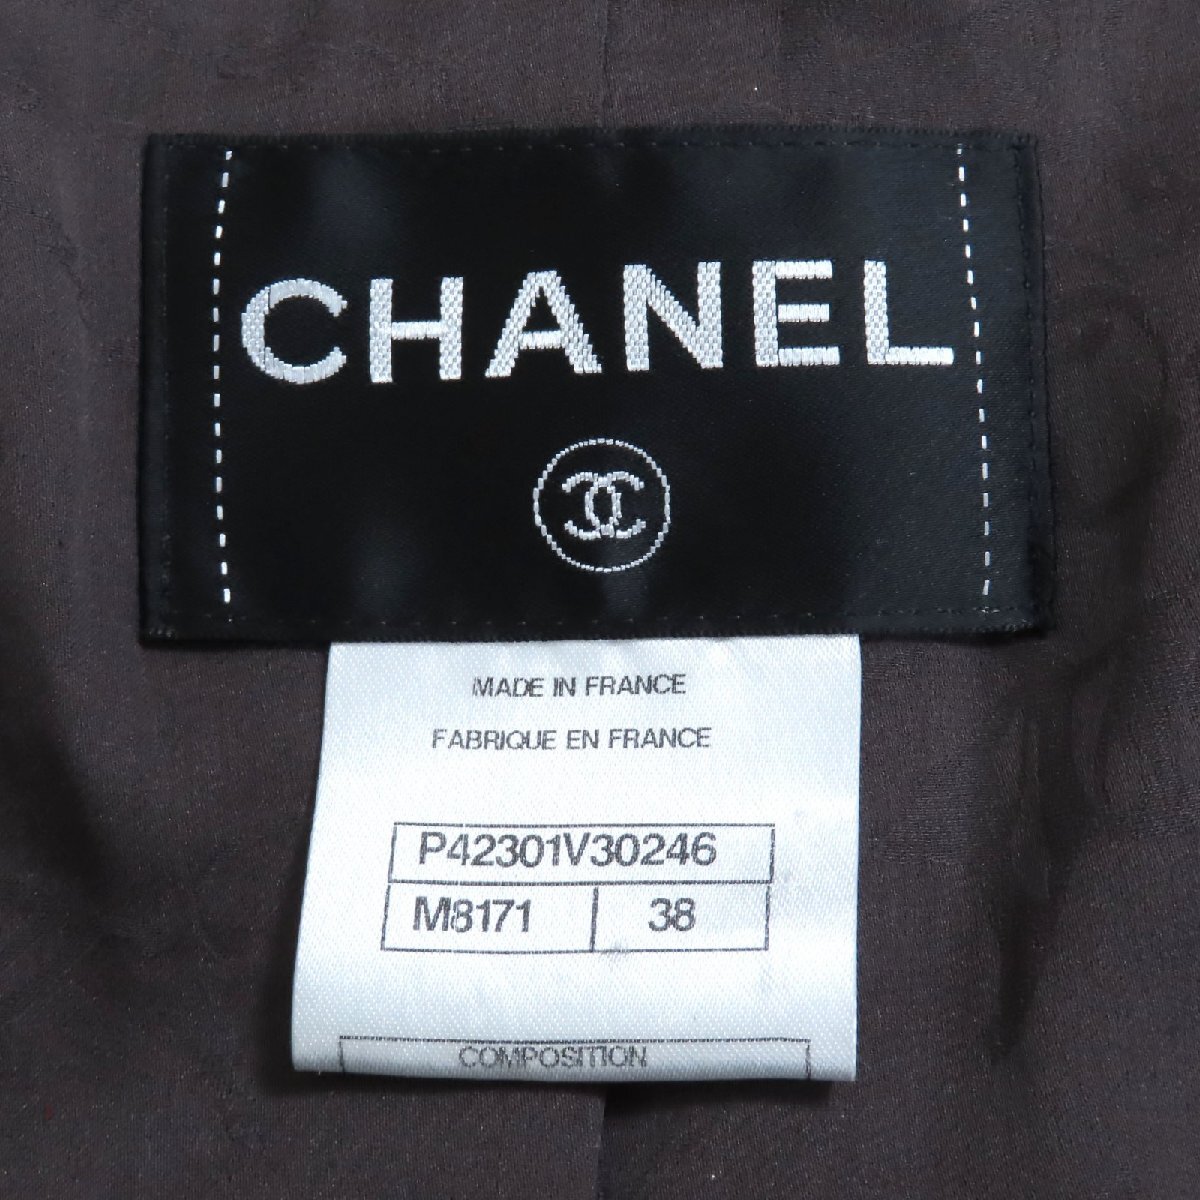 CHANEL
MADE IN FRANCE
FABRIQUE EN FRANCE
P42301V30246
M8171 38
COMPOSITION